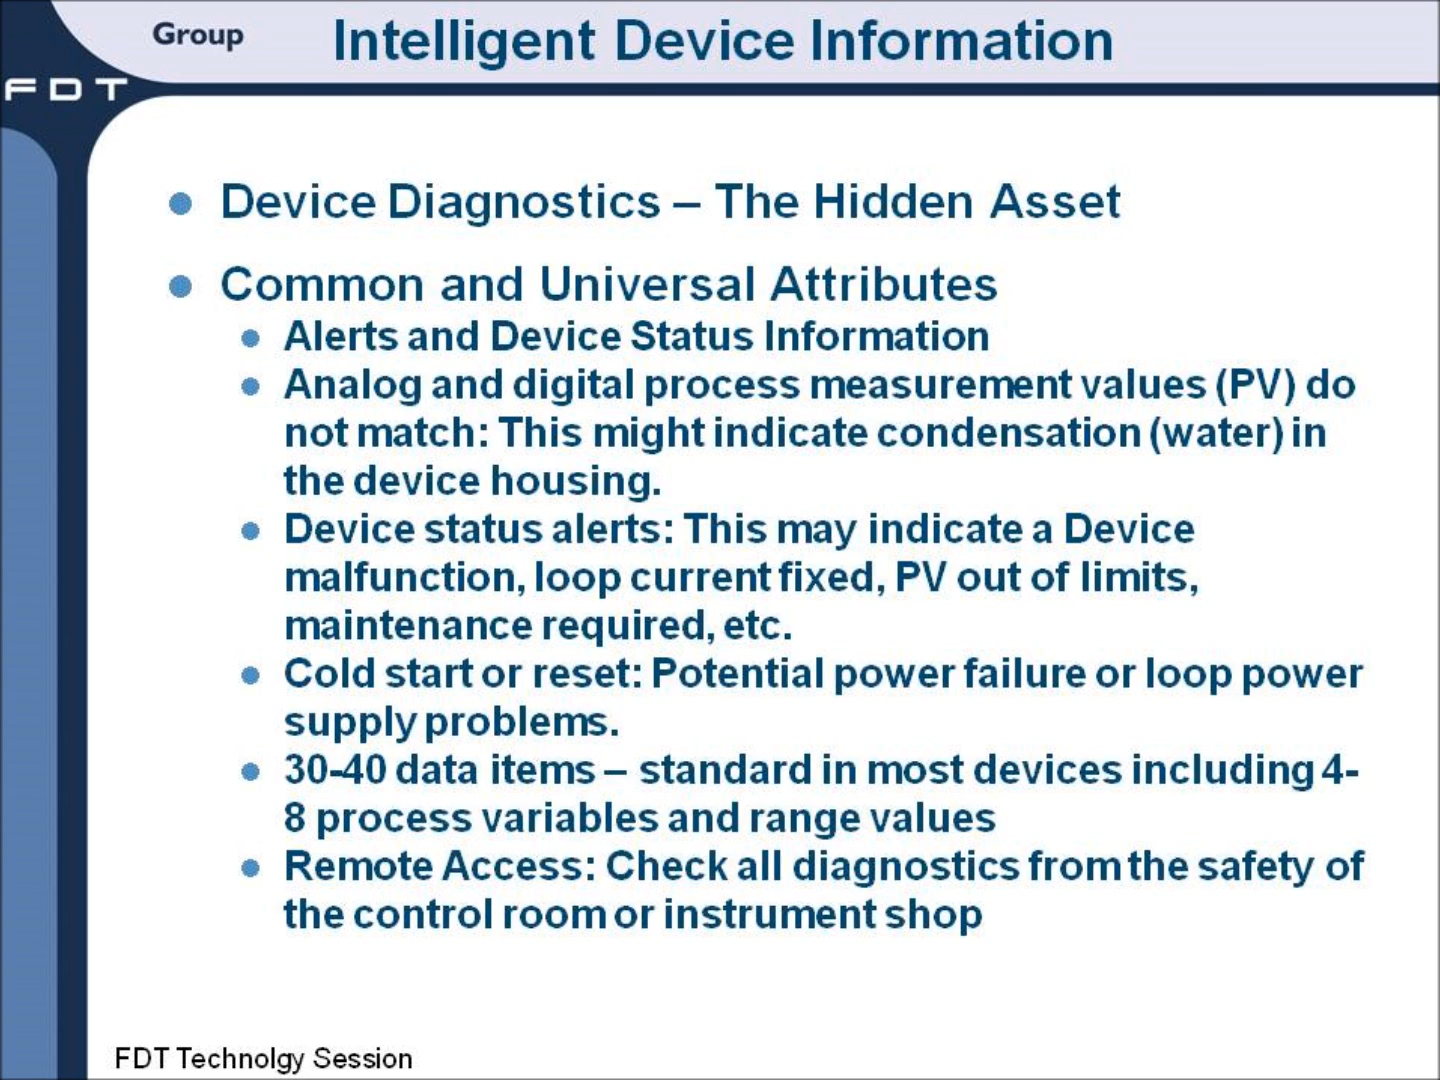 Group
Intelligent Device Information
FDT
Device Diagnostics – The Hidden Asset
Common and Universal Attributes
Alerts and Device Status Information
Analog and digital process measurement values (PV) do
not match: This might indicate condensation (water) in
the device housing.
Device status alerts: This may indicate a Device
malfunction, loop current fixed, PV out of limits,
maintenance required, etc.
Cold start or reset: Potential power failure or loop power
supply problems.
30-40 data items – standard in most devices including 4-
8 process variables and range values
Remote Access: Check all diagnostics from the safety of
the control room or instrument shop
FDT Technolgy Session